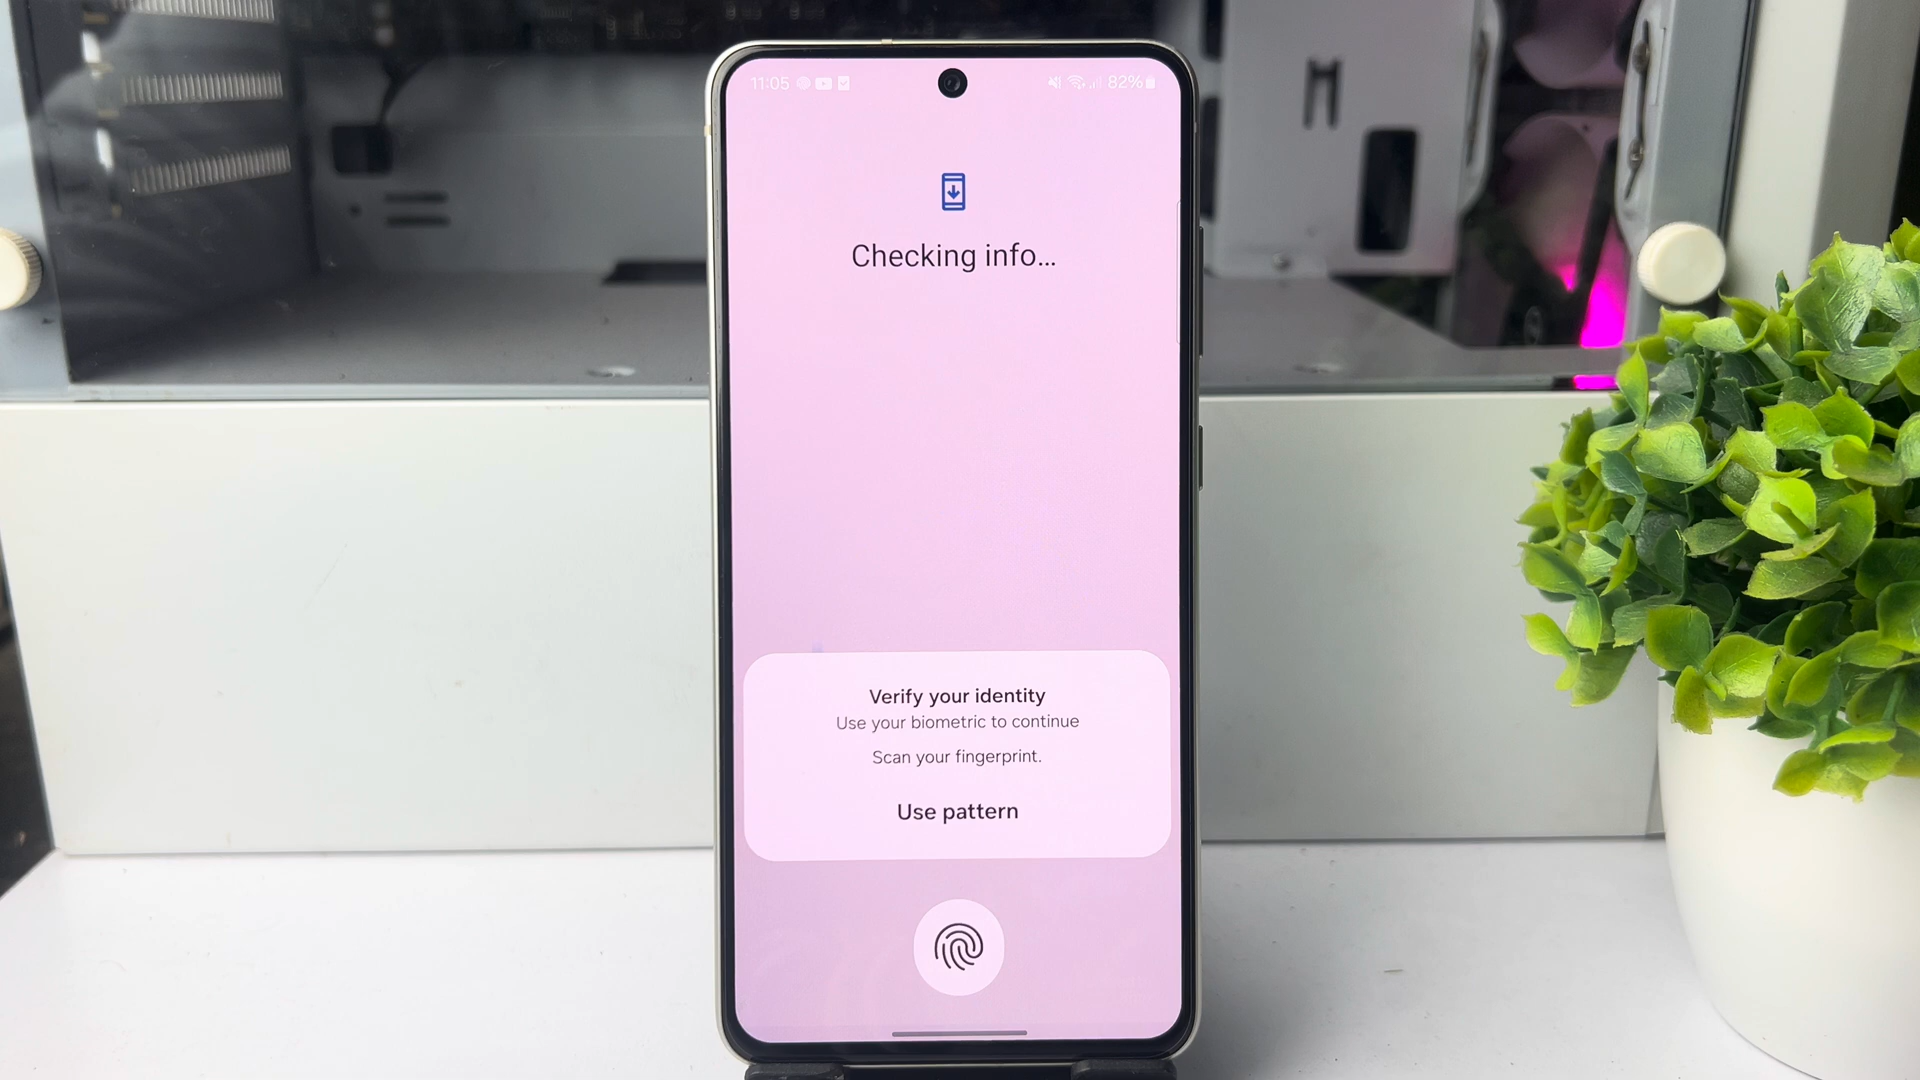 11:05 82%
Checking info...
Verify your identity
Use your biometric to continue
Scan your fingerprint.
Use pattern